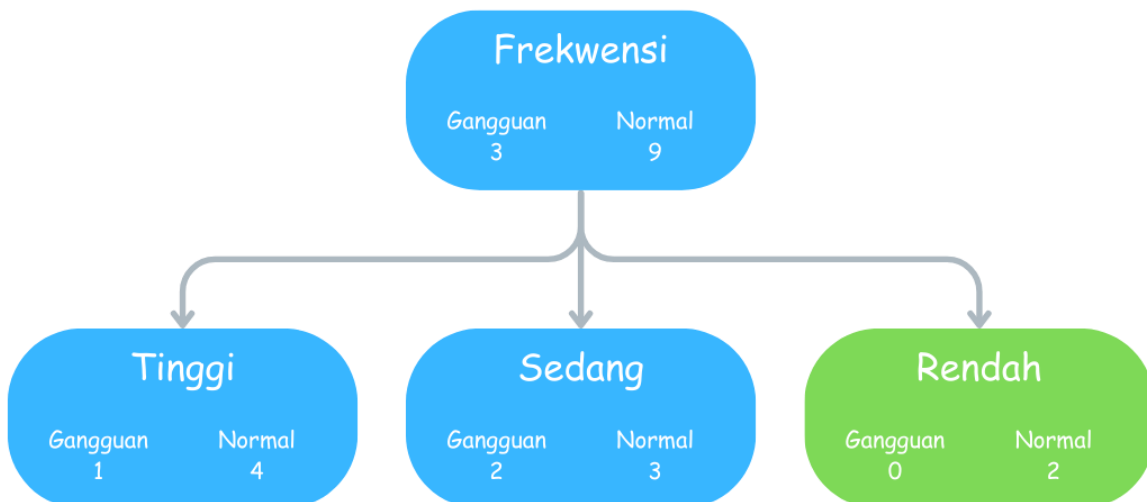 Frekwensi
Gangguan Normal
3 9
Tinggi Sedang Rendah
Gangguan Normal Gangguan Normal Gangguan Normal
1 4 2 3 0 2